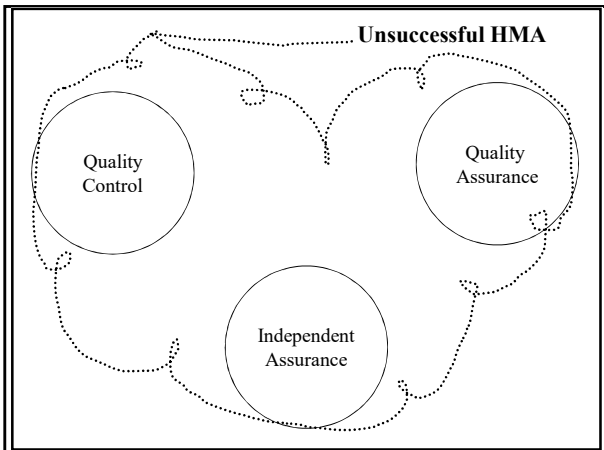 Unsuccessful HMA
Quality
Control
Quality
Assurance
Independent
Assurance